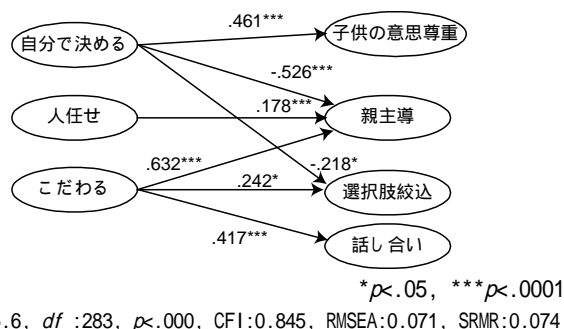 .461***
自分で決める
子供の意思尊重
-.526***
.178***
人任せ
親主導
.632***
-.218*
こだわる
.242*
選択肢絞込
.417***
話し合い
*p<.05, ***p<.0001
.6, df :283, p<.000, CFI:0.845, RMSEA:0.071, SRMR:0.074